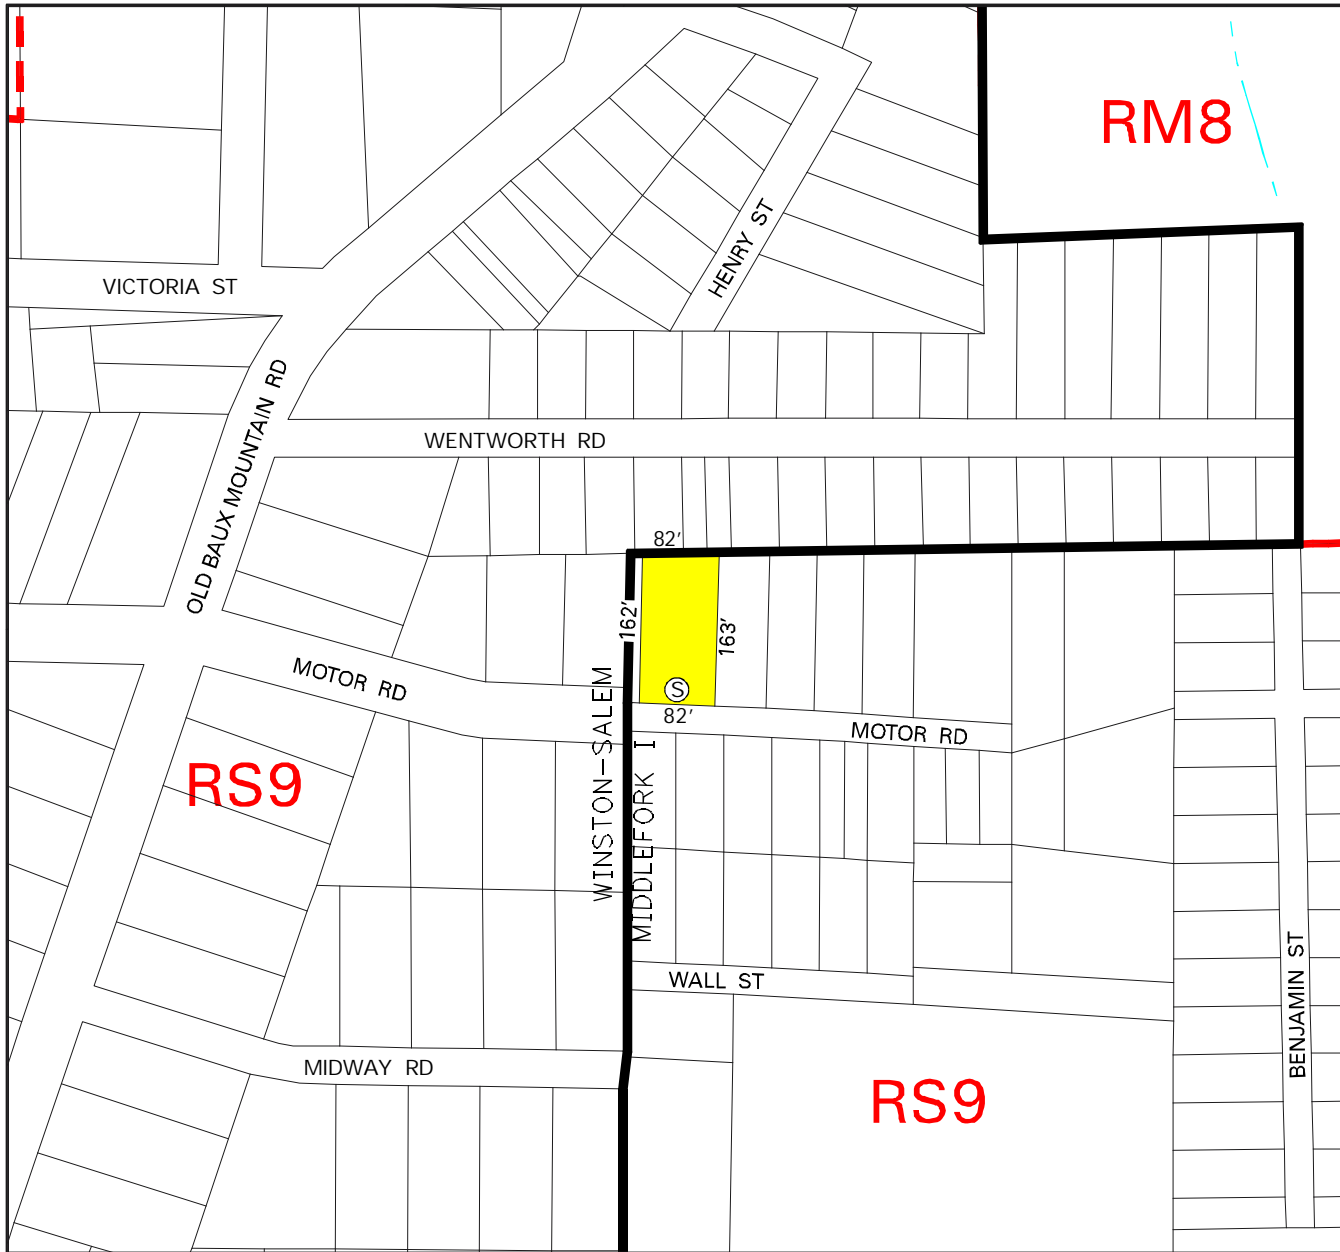 RM8
HENRY ST
VICTORIA ST
OLD BAUX MOUNTAIN RD
WENTWORTH RD
82'
162'
163'
S
82'
MOTOR RD
MOTOR RD
WINSTON-SALEM
MIDDLEFORK I
RS9
WALL ST
BENJAMIN ST
MIDWAY RD
RS9